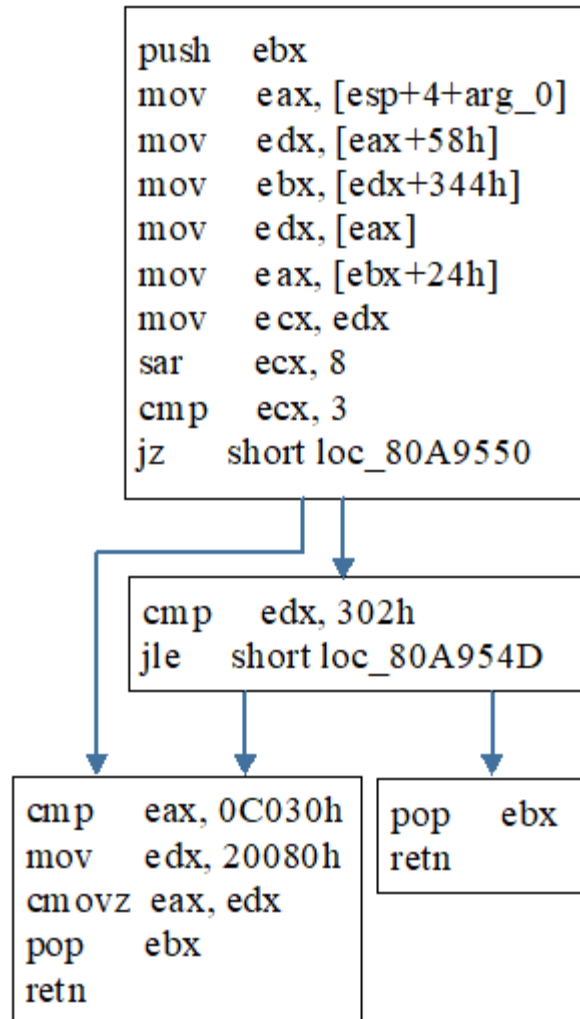 push ebx
mov eax, [esp+4+arg_0]
mov edx, [eax+58h]
mov ebx, [edx+344h]
mov edx, [eax]
mov eax, [ebx+24h]
mov ecx, edx
sar ecx, 8
cmp ecx, 3
jz short loc_80A9550
cmp edx, 302h
jle short loc_80A954D
cmp eax, 0C030h
mov edx, 20080h
cmovz eax, edx
pop ebx
retn
pop ebx
retn